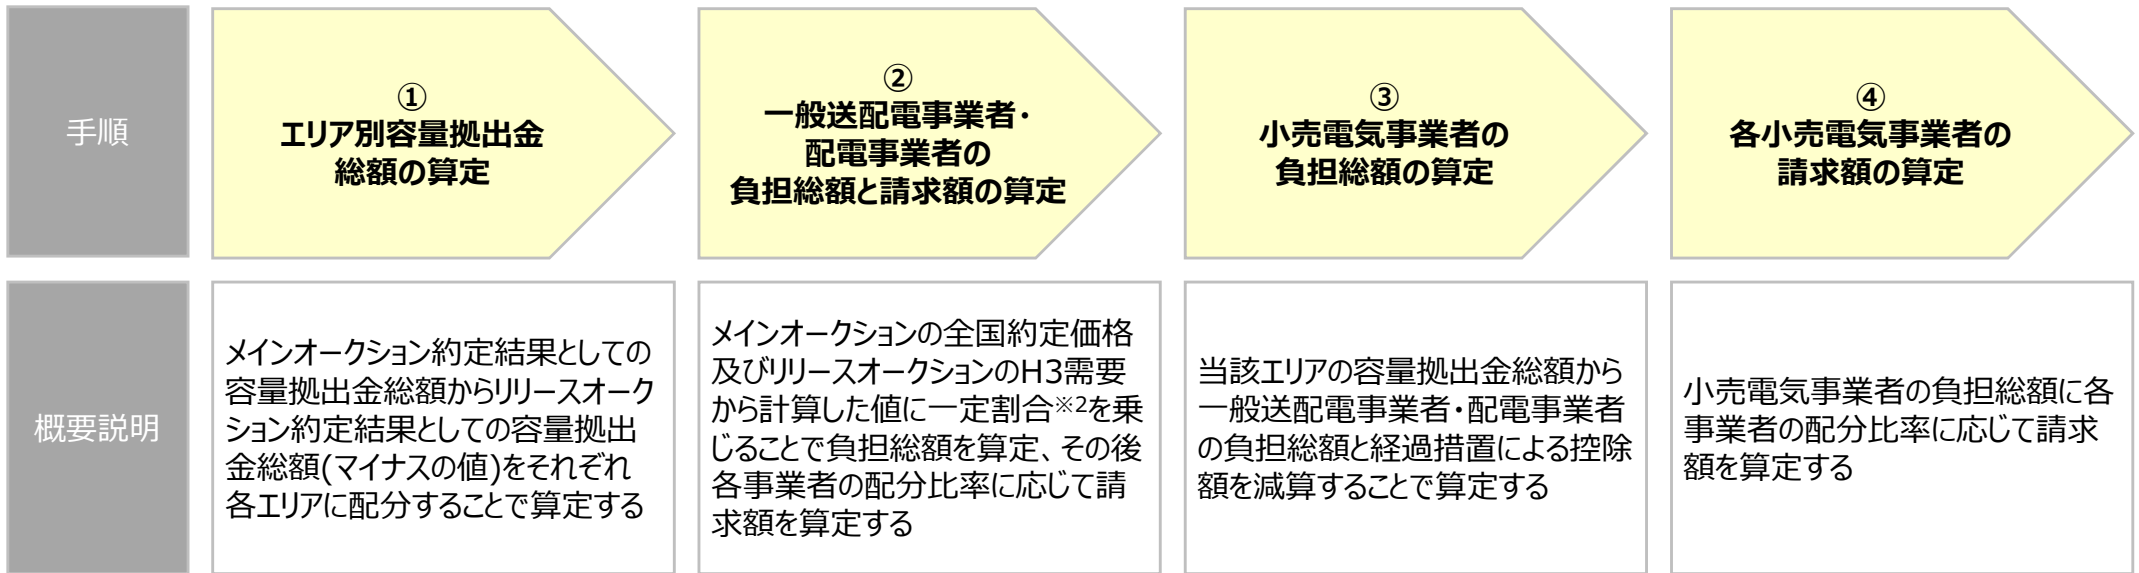 手順
①
エリア別容量拠出金
総額の算定
②
一般送配電事業者・
配電事業者の
負担総額と請求額の算定
③
小売電気事業者の
負担総額の算定
④
各小売電気事業者の
請求額の算定
概要説明
メインオークション約定結果としての
容量拠出金総額からリリースオーク
ション約定結果としての容量拠出
金総額(マイナスの値)をそれぞれ
各エリアに配分することで算定する
メインオークションの全国約定価格
及びリリースオークションのH3需要
から計算した値に一定割合※2を乗
じることで負担総額を算定、その後
各事業者の配分比率に応じて請
求額を算定する
当該エリアの容量拠出金総額から
一般送配電事業者・配電事業者
の負担総額と経過措置による控除
額を減算することで算定する
小売電気事業者の負担総額に各
事業者の配分比率に応じて請求
額を算定する